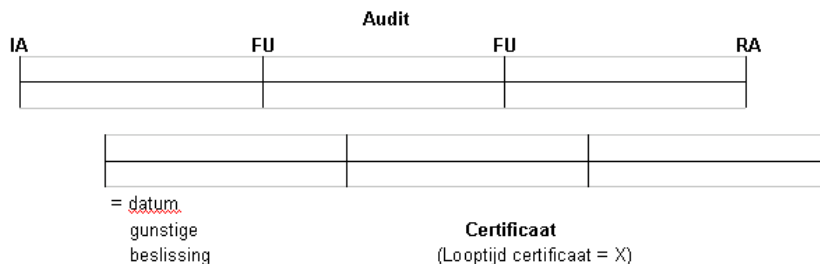 Audit
IA FU FU RA
= datum
gunstige
beslissing
Certificaat
(Looptijd certificaat = X)